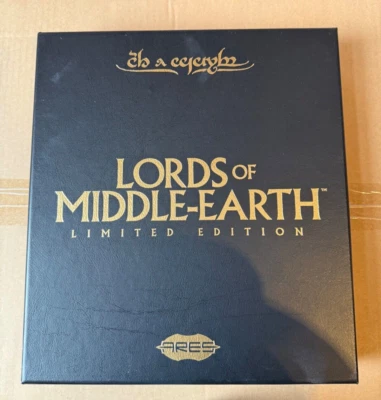 LORDS OF
MIDDLE-EARTH™
LIMITED EDITION
ARES